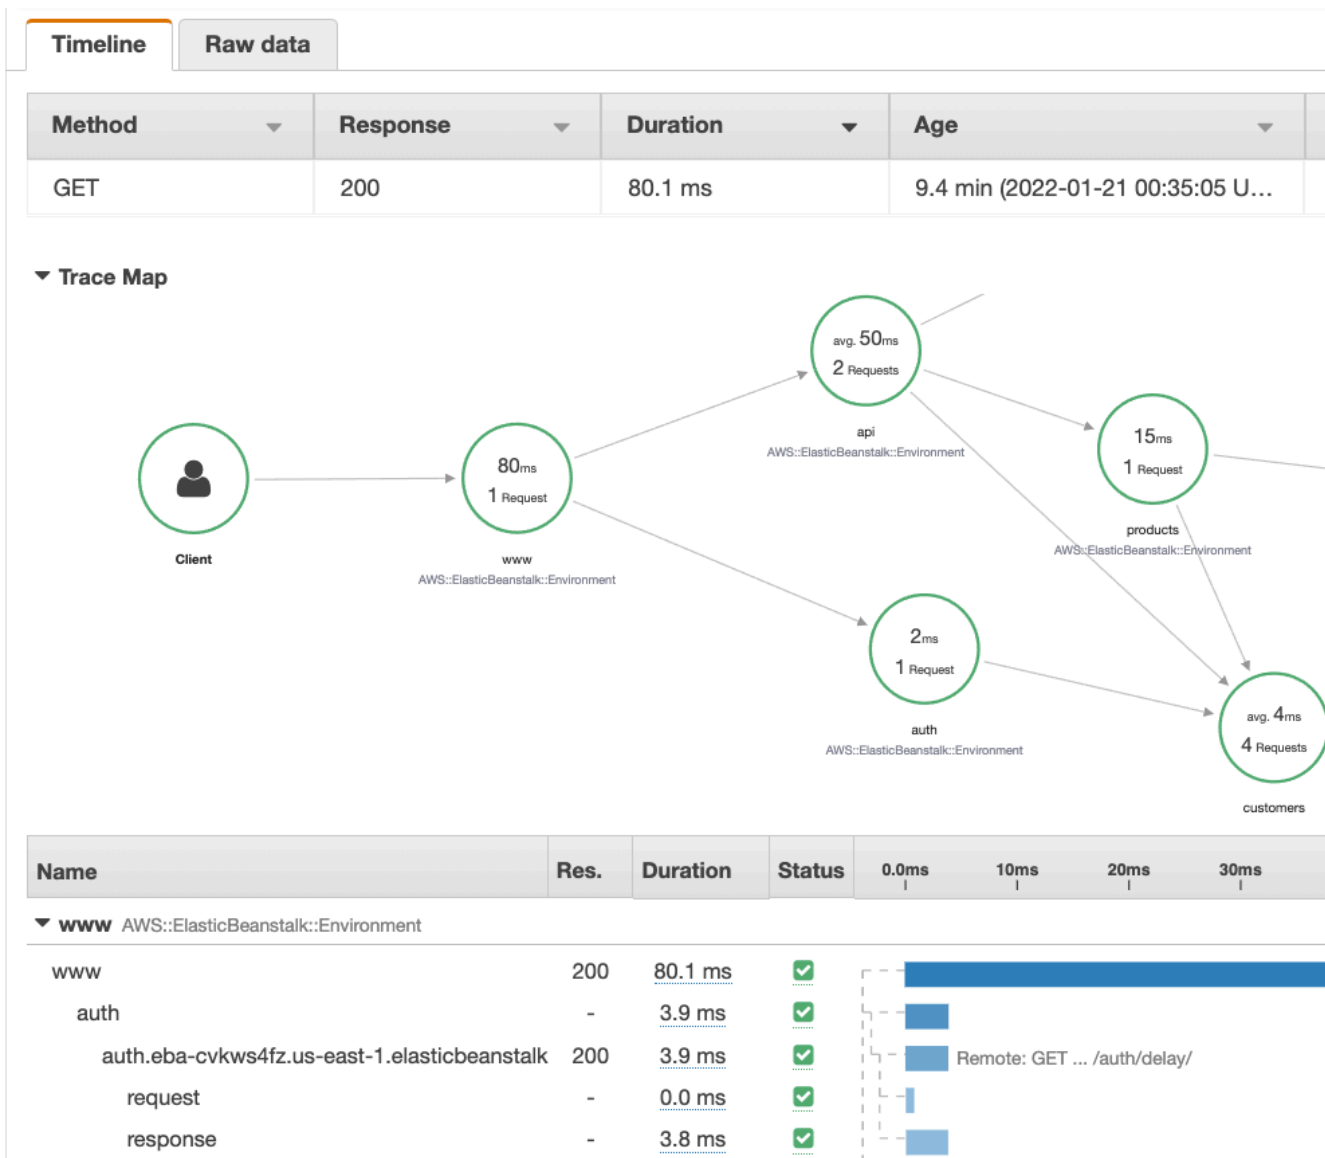 Timeline
Raw data
Method Response Duration Age
GET 200 80.1 ms 9.4 min (2022-01-21 00:35:05 U...
Trace Map
avg. 50ms
2 Requests
api
AWS::ElasticBeanstalk::Environment
15ms
1 Request
products
AWS::ElasticBeanstalk::Environment
80ms
1 Request
www
AWS::ElasticBeanstalk::Environment
Client
2ms
1 Request
auth
AWS::ElasticBeanstalk::Environment
avg. 4ms
4 Requests
customers
Name Res. Duration Status 0.0ms 10ms 20ms 30ms
www AWS::ElasticBeanstalk::Environment
www 200 80.1 ms
auth - 3.9 ms
auth.eba-cvkws4fz.us-east-1.elasticbeanstalk 200 3.9 ms Remote: GET ... /auth/delay/
request - 0.0 ms
response - 3.8 ms